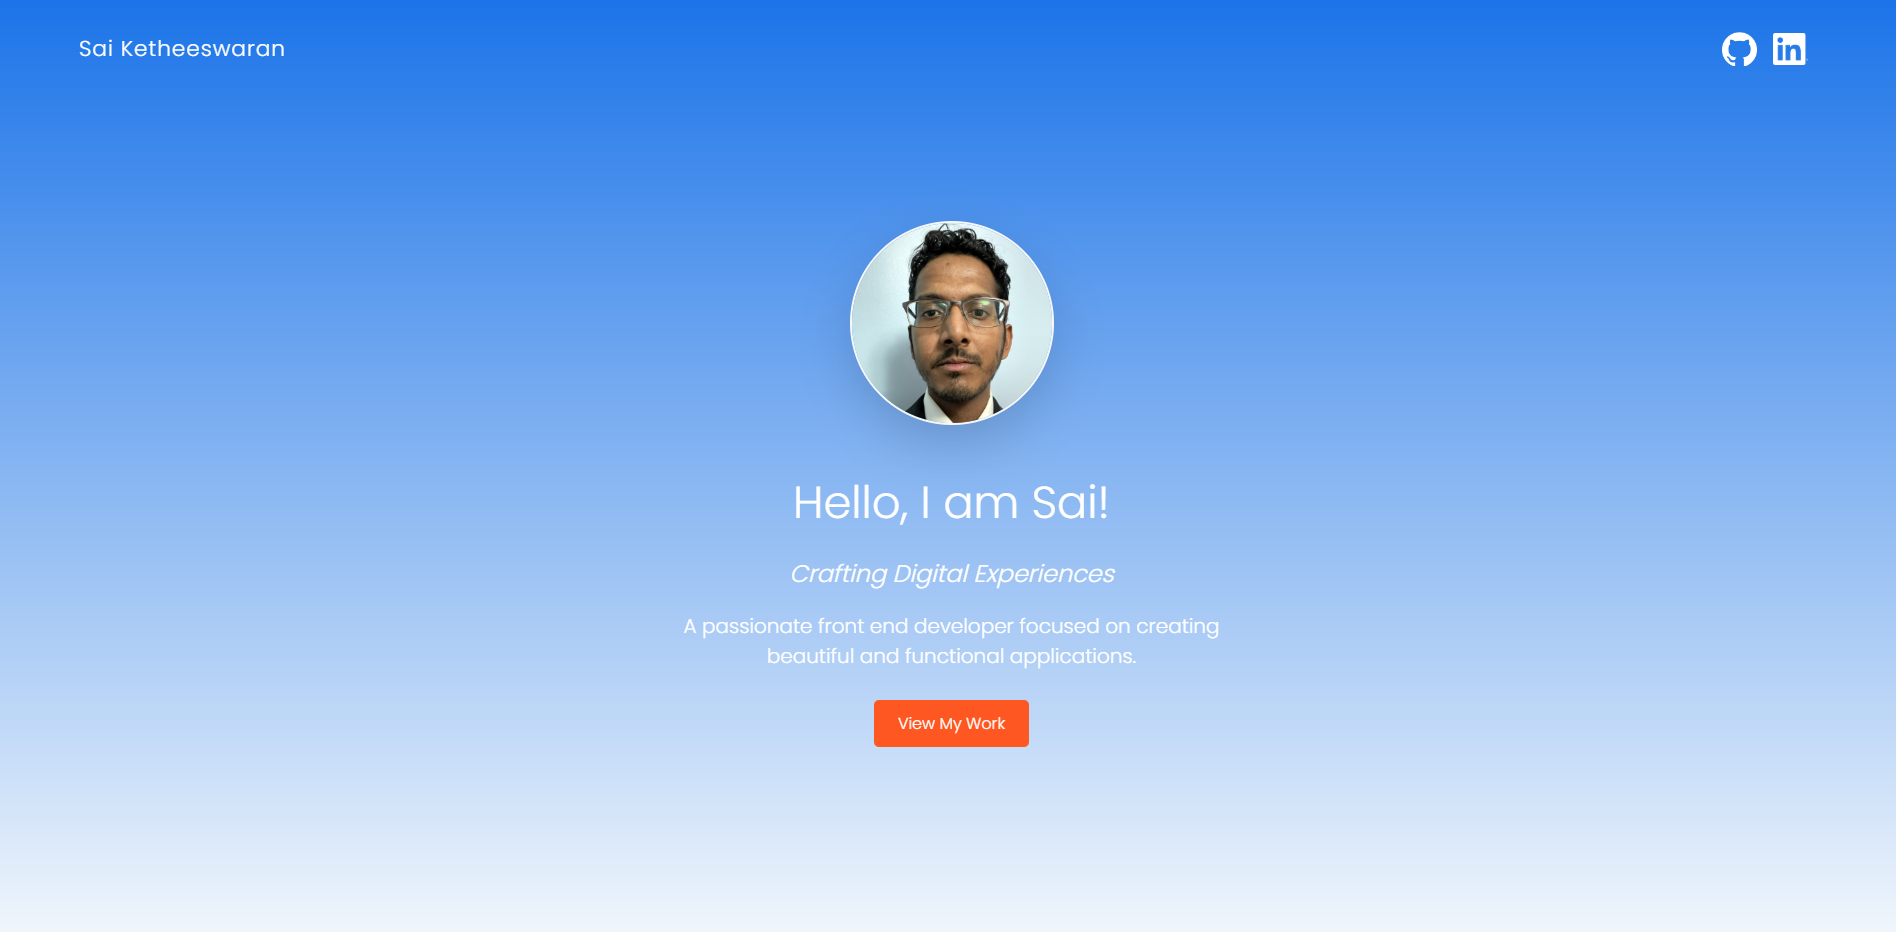 Sai Ketheeswaran
in
Hello, I am Sai!
Crafting Digital Experiences
A passionate front end developer focused on creating
beautiful and functional applications.
View My Work